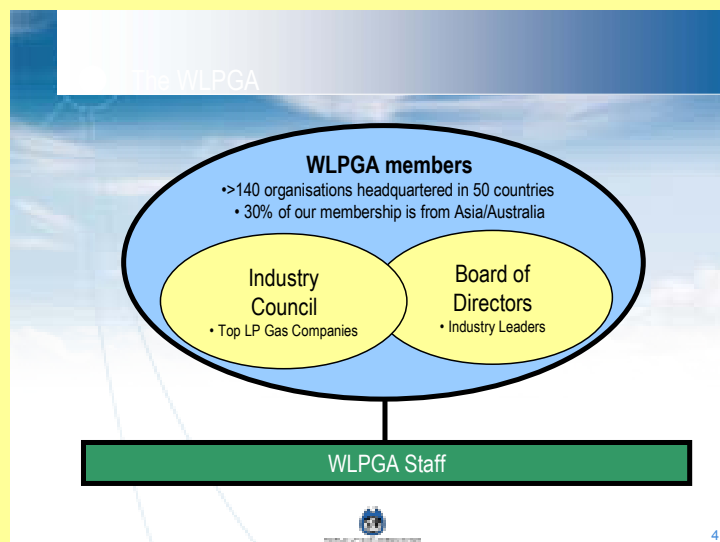 The WLPGA
WLPGA members
•>140 organisations headquartered in 50 countries
• 30% of our membership is from Asia/Australia
Industry
Council
• Top LP Gas Companies
Board of
Directors
• Industry Leaders
WLPGA Staff
4